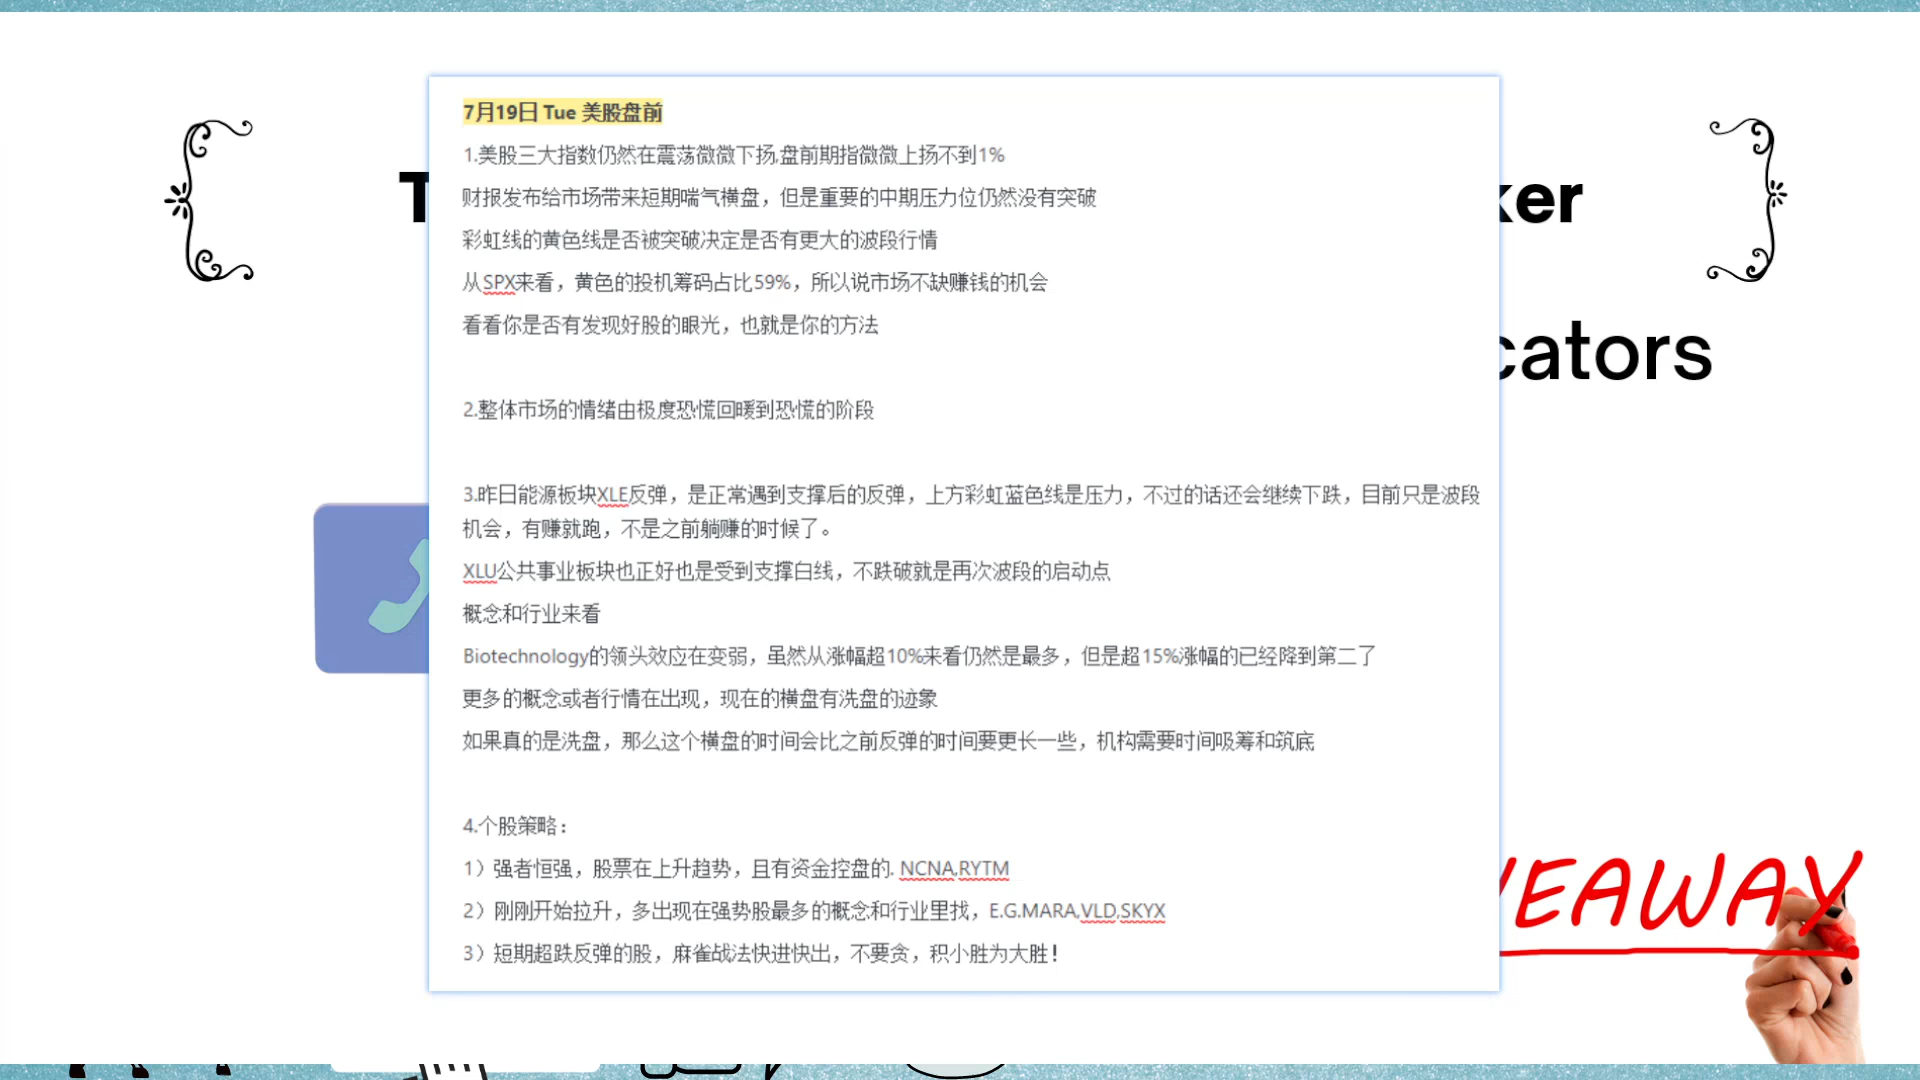 7月19日 Tue 美股盘前
1.美股三大指数仍然在震荡微微下扬,盘前期指微微上扬不到1%
财报发布给市场带来短期喘气横盘，但是重要的中期压力位仍然没有突破
彩虹线的黄色线是否被突破决定是否有更大的波段行情
从SPX来看，黄色的投机筹码占比59%，所以说市场不缺赚钱的机会
看看你是否有发现好股的眼光，也就是你的方法
2.整体市场的情绪由极度恐慌回暖到恐慌的阶段
3.昨日能源板块XLE反弹，是正常遇到支撑后的反弹，上方彩虹蓝色线是压力，不过的话还会继续下跌，目前只是波段
机会，有赚就跑，不是之前躺赚的时候了。
XLU公共事业板块也正好也是受到支撑白线，不跌破就是再次波段的启动点
概念和行业来看
Biotechnology的领头效应在变弱，虽然从涨幅超10%来看仍然是最多，但是超15%涨幅的已经降到第二了
更多的概念或者行情在出现，现在的横盘有洗盘的迹象
如果真的是洗盘，那么这个横盘的时间会比之前反弹的时间要更长一些，机构需要时间吸筹和筑底
4.个股策略：
1）强者恒强，股票在上升趋势，且有资金控盘的. NCNA,RYTM
2）刚刚开始拉升，多出现在强势股最多的概念和行业里找，E.G.MARA,VLD,SKYX
3）短期超跌反弹的股，麻雀战法快进快出，不要贪，积小胜为大胜！
T
ker
cators
VEAWAY